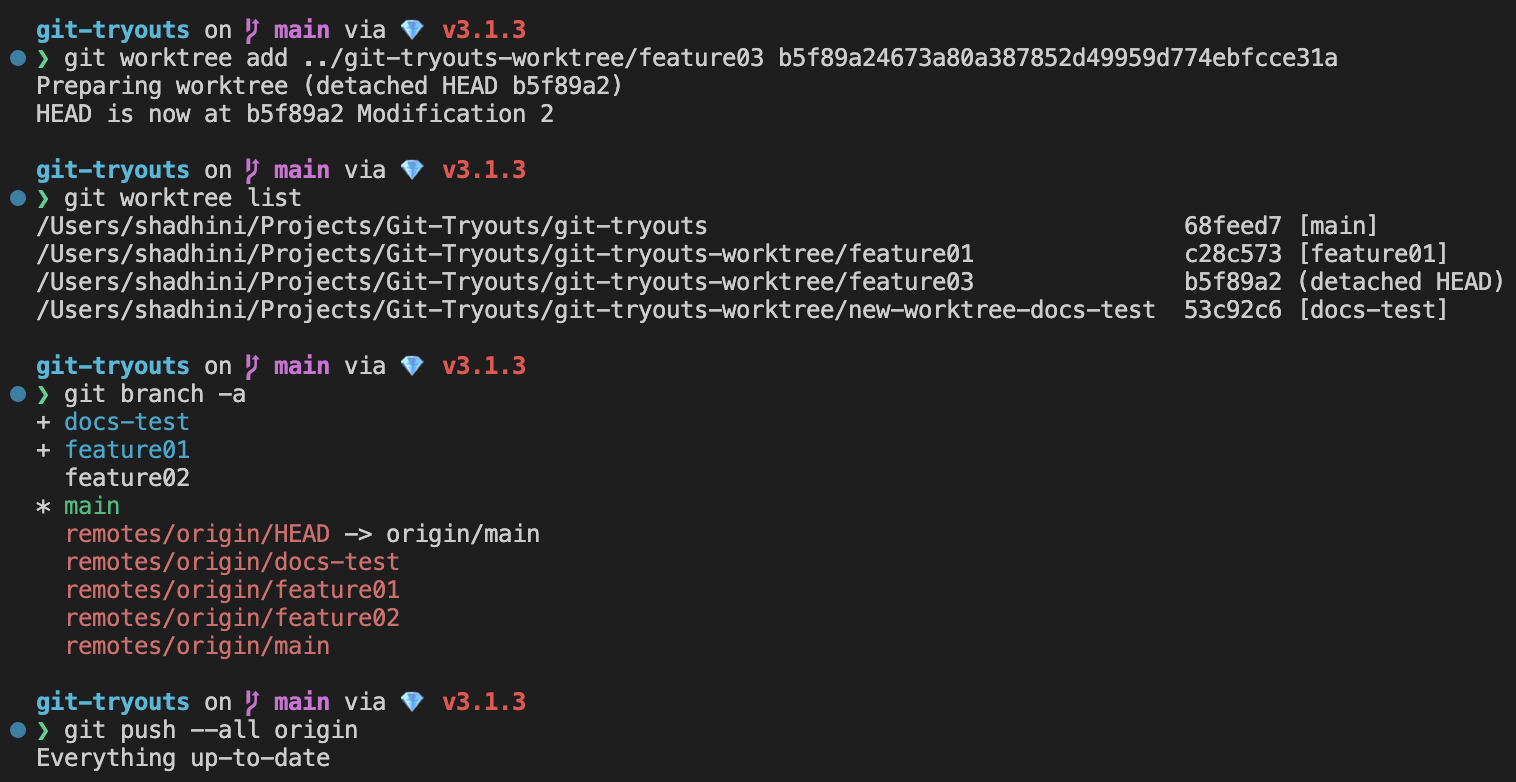 git-tryouts on main via 💎 v3.1.3
❯ git worktree add ../git-tryouts-worktree/feature03 b5f89a24673a80a387852d49959d774ebfcce31a
Preparing worktree (detached HEAD b5f89a2)
HEAD is now at b5f89a2 Modification 2
git-tryouts on main via 💎 v3.1.3
❯ git worktree list
/Users/shadhini/Projects/Git-Tryouts/git-tryouts 68feed7 [main]
/Users/shadhini/Projects/Git-Tryouts/git-tryouts-worktree/feature01 c28c573 [feature01]
/Users/shadhini/Projects/Git-Tryouts/git-tryouts-worktree/feature03 b5f89a2 (detached HEAD)
/Users/shadhini/Projects/Git-Tryouts/git-tryouts-worktree/new-worktree-docs-test 53c92c6 [docs-test]
git-tryouts on main via 💎 v3.1.3
❯ git branch -a
+ docs-test
+ feature01
feature02
* main
remotes/origin/HEAD -> origin/main
remotes/origin/docs-test
remotes/origin/feature01
remotes/origin/feature02
remotes/origin/main
git-tryouts on main via 💎 v3.1.3
❯ git push --all origin
Everything up-to-date